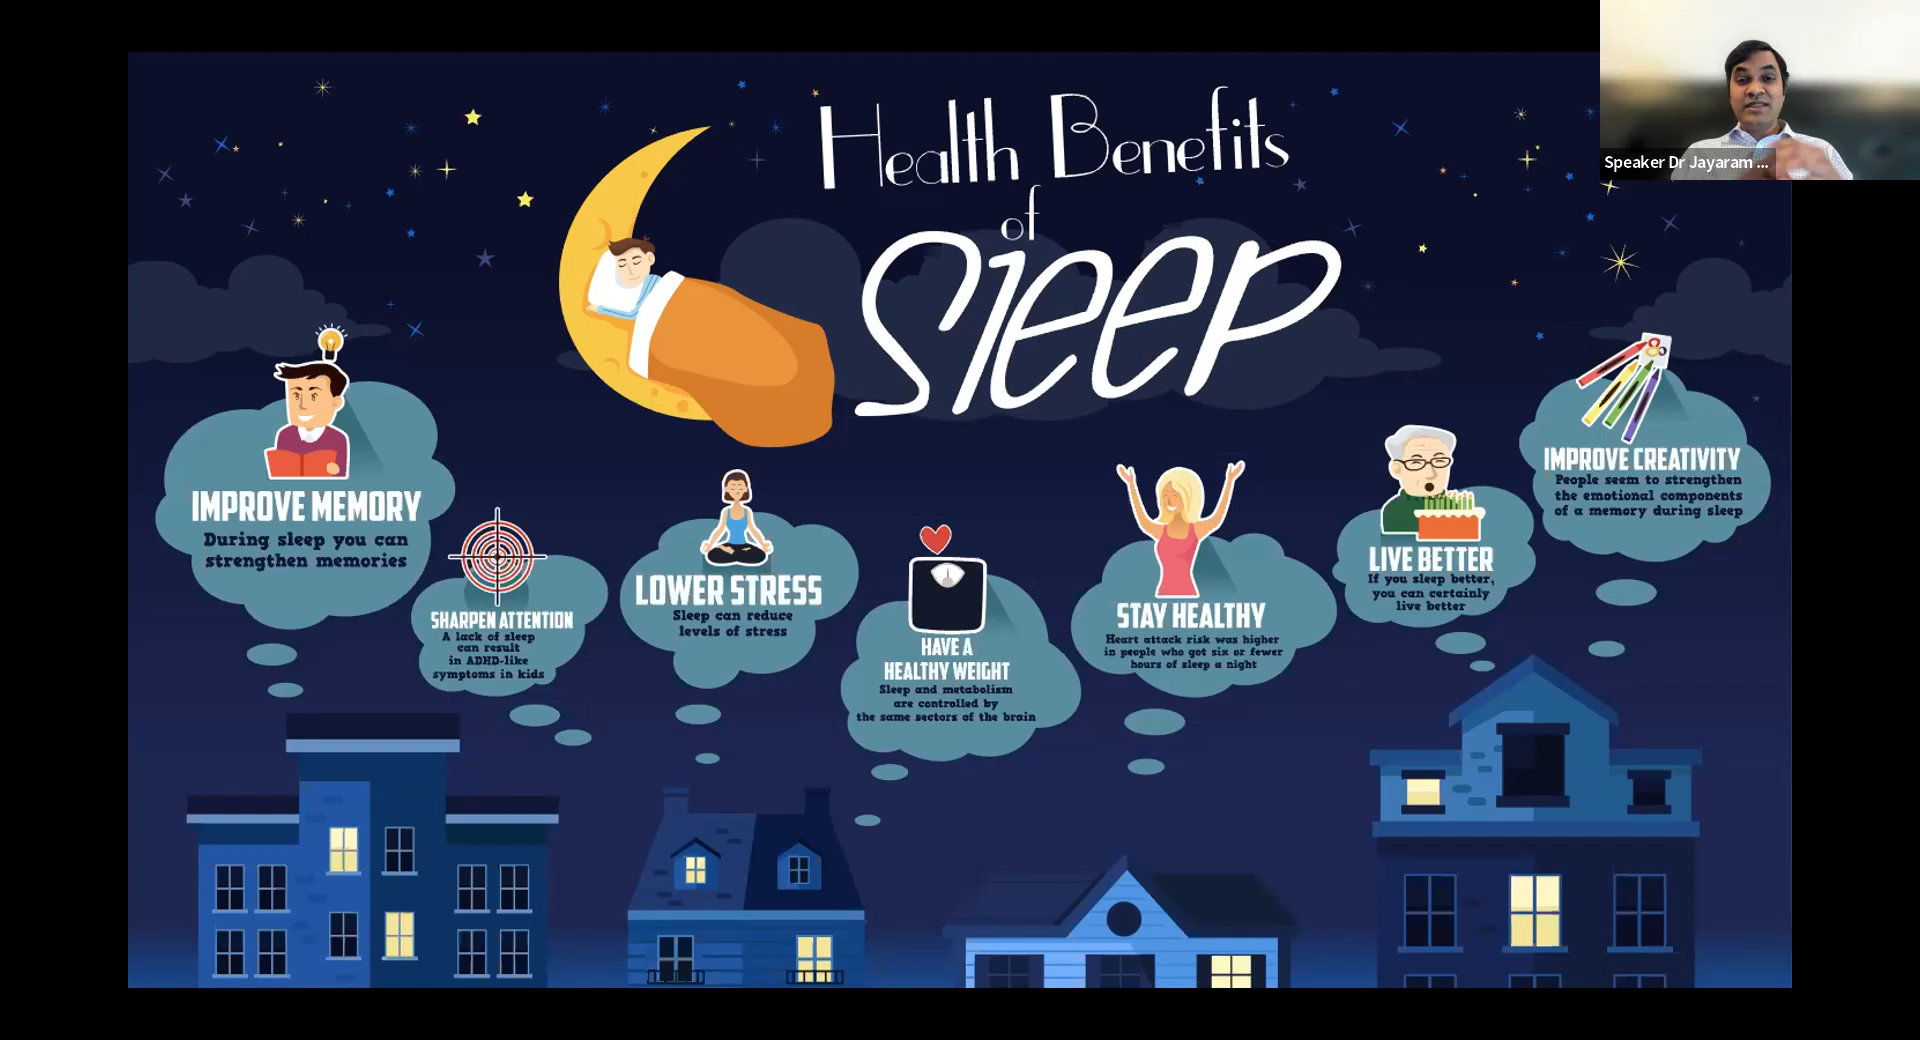 Health Benefits
of
Sleep
Speaker Dr Jayaram ...
IMPROVE MEMORY
During sleep you can
strengthen memories
SHARPEN ATTENTION
A lack of sleep
can result
in ADHD-like
symptoms in kids
LOWER STRESS
Sleep can reduce
levels of stress
HAVE A
HEALTHY WEIGHT
Sleep and metabolism
are controlled by
the same sectors of the brain
STAY HEALTHY
Heart attack risk was higher
in people who got six or fewer
hours of sleep a night
LIVE BETTER
If you sleep better,
you can certainly
live better
IMPROVE CREATIVITY
People seem to strengthen
the emotional components
of a memory during sleep